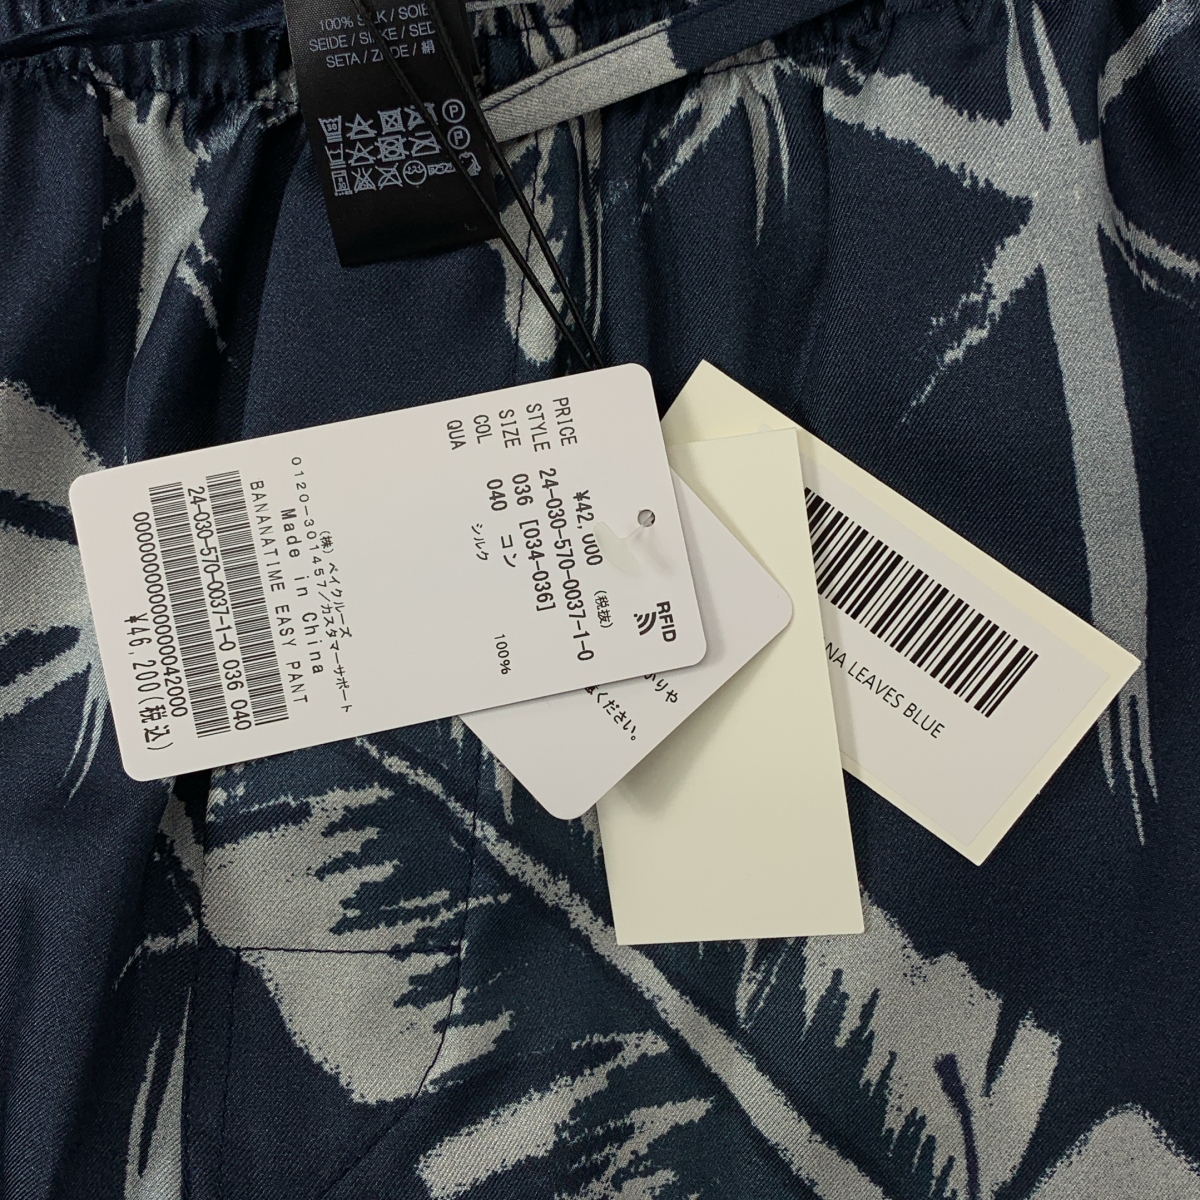 100% SILK / SOIE
SEIDE / SILKE / SED
SETA / ZIJDE / 絹
PRICE ¥42,000 (税抜)
STYLE 24-030-570-0037-1-0
SIZE 036 [034-036]
COL 040 コン
QUA シルク 100%
RFID
(株)ベイクルーズ
0120-301457/カスタマーサポート
Made in China
BANANATIME EASY PANT
24-030-570-0037-1-0 036 040
¥46,200(税込)
りや
ください。
NA LEAVES BLUE